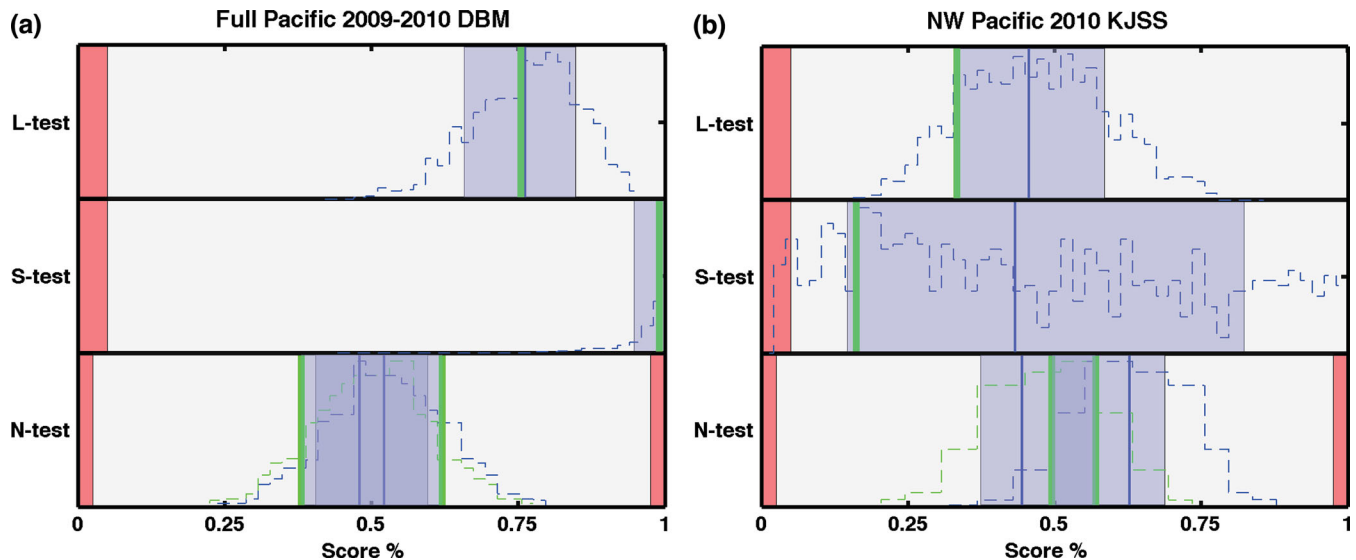 (a) Full Pacific 2009-2010 DBM
L-test
S-test
N-test
0 0.25 0.5 0.75 1
Score %
(b) NW Pacific 2010 KJSS
L-test
S-test
N-test
0 0.25 0.5 0.75 1
Score %